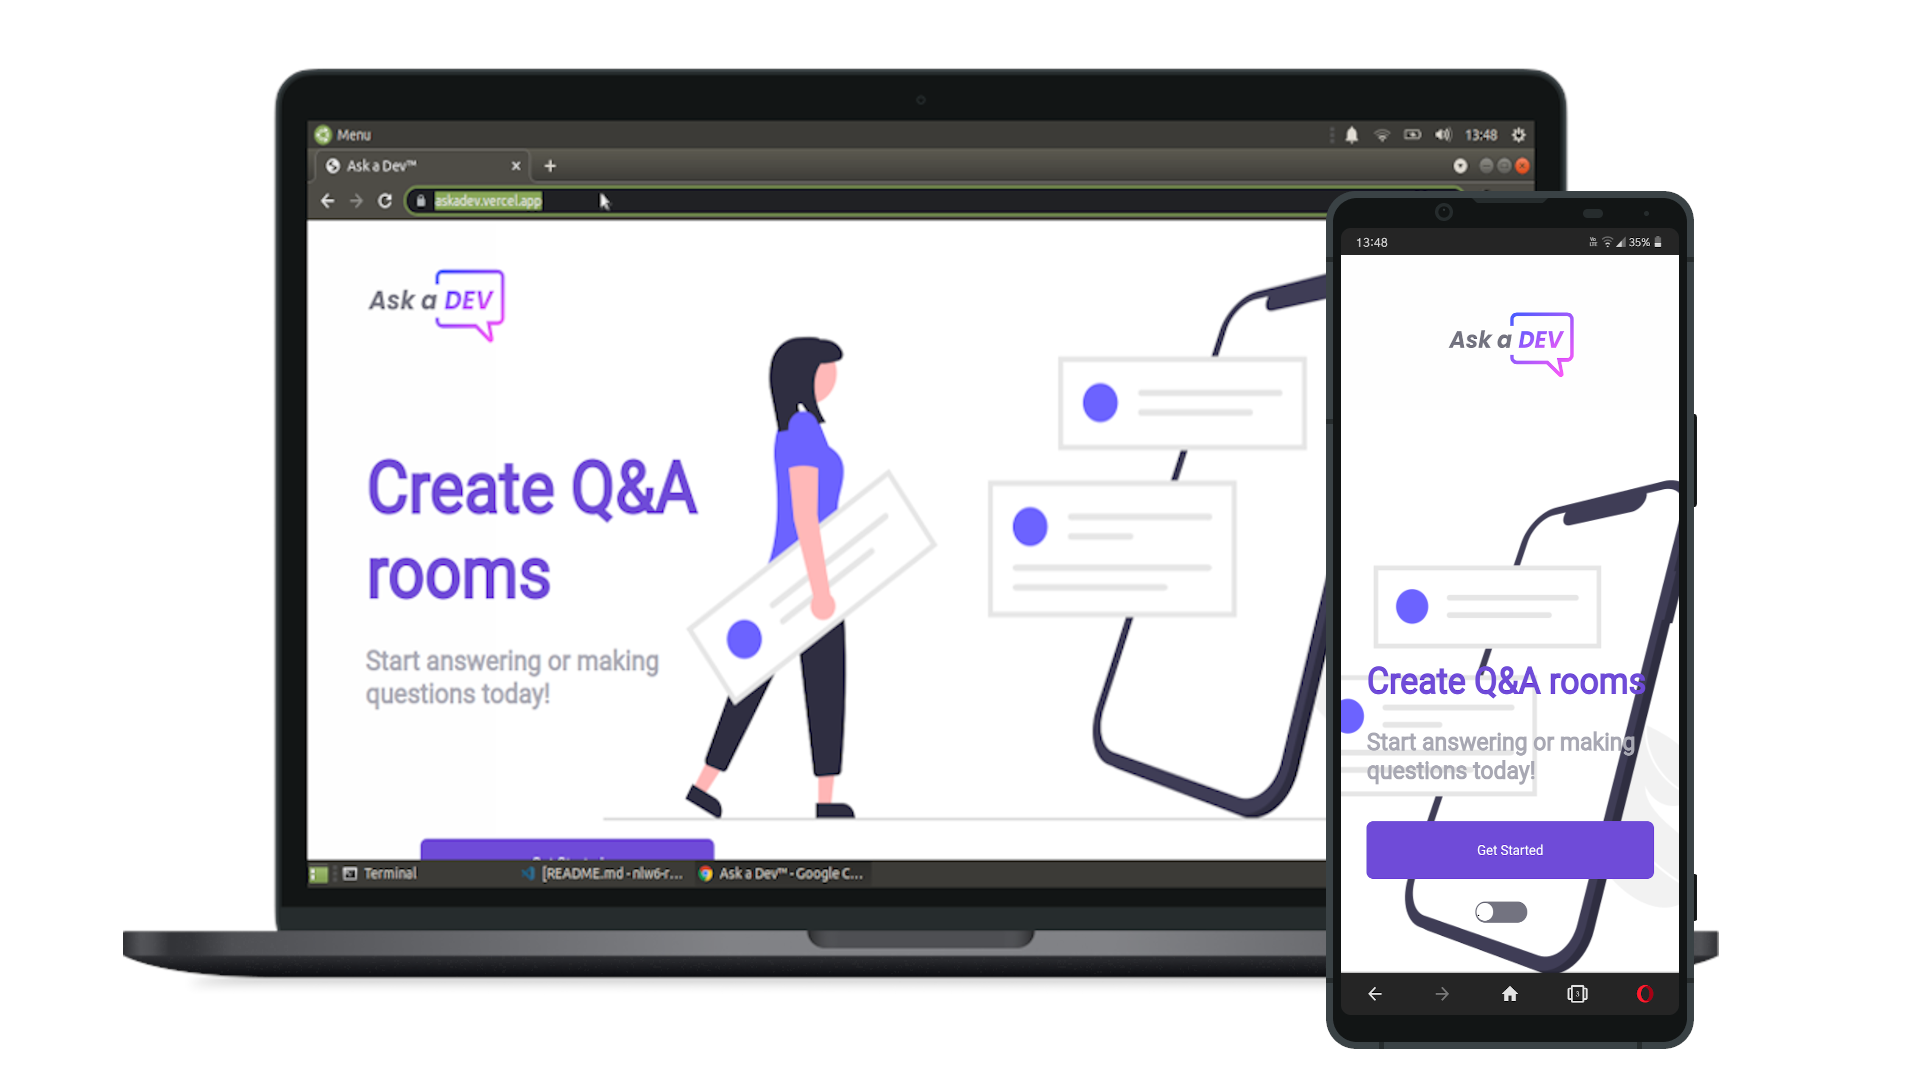 Menu
13:48
Ask a Dev™
askadev.vercel.app
Ask a DEV
Create Q&A
rooms
Start answering or making
questions today!
Terminal
[README.md - nlw6-r...
Ask a Dev™ - Google C...
13:48
35%
Ask a DEV
Create Q&A rooms
Start answering or making
questions today!
Get Started
3